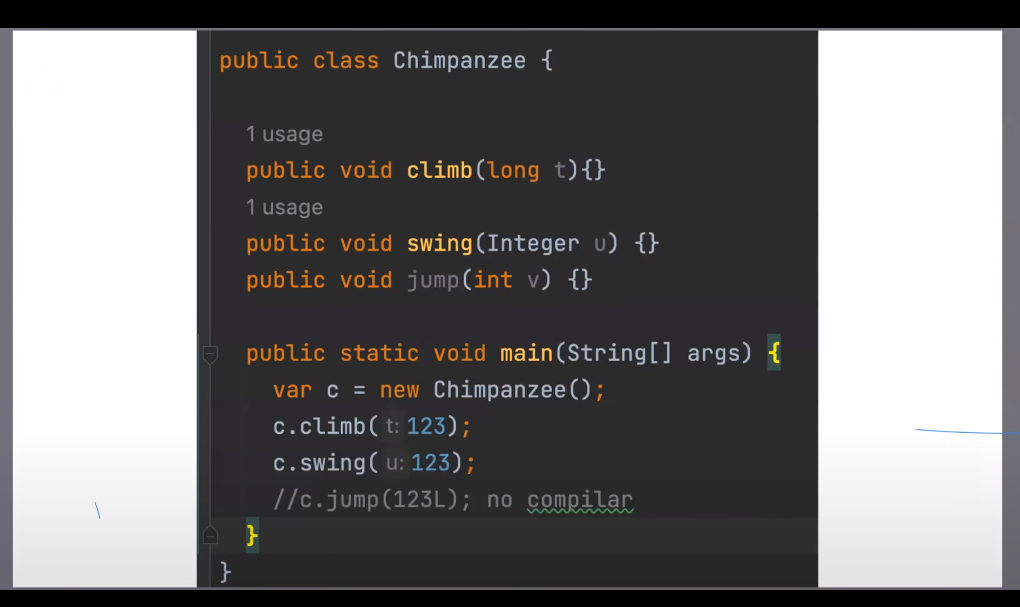 public class Chimpanzee {
1 usage
public void climb(long t){}
1 usage
public void swing(Integer u) {}
public void jump(int v) {}
public static void main(String[] args) {
var c = new Chimpanzee();
c.climb( t: 123);
c.swing( u: 123);
//c.jump(123L); no compilar
}
}